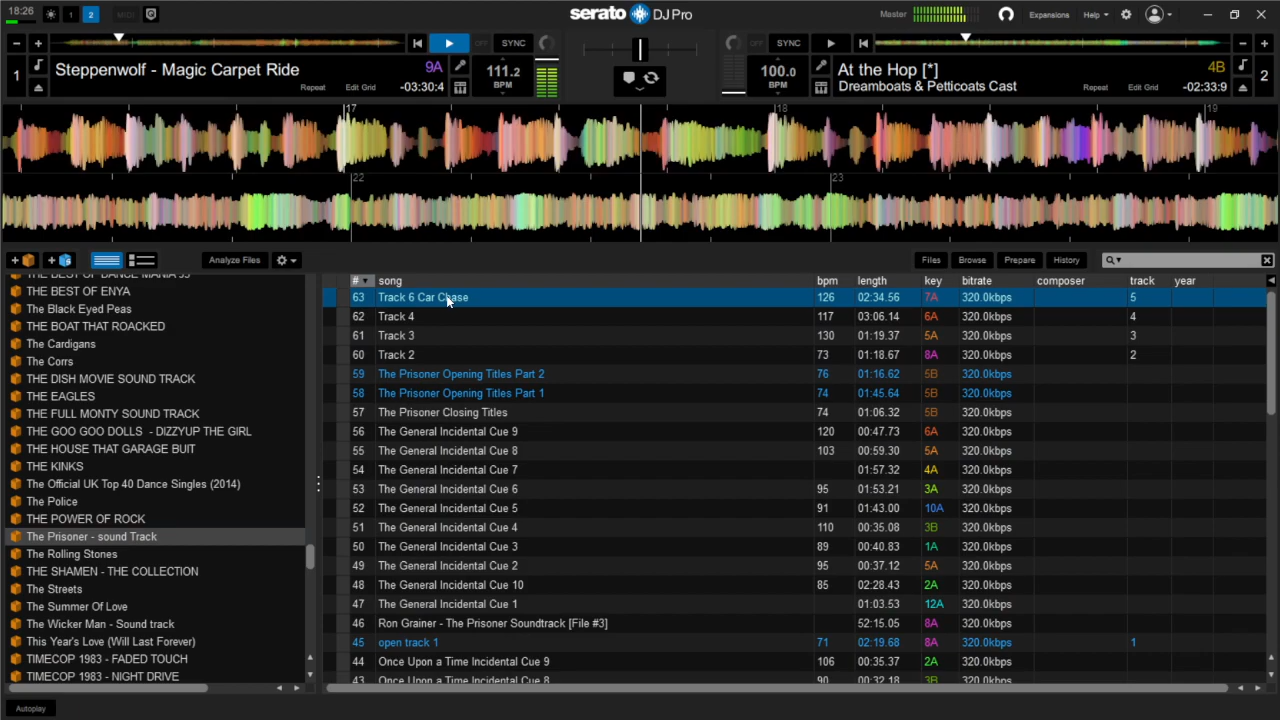 18:26 1 2 MIDI serato DJ Pro Master Expansions Help
SYNC SYNC
1 Steppenwolf - Magic Carpet Ride 9A 111.2 BPM 100.0 BPM At the Hop [*] 4B 2
Repeat Edit Grid -03:30:4 Dreamboats & Petticoats Cast Repeat Edit Grid -02:33:9
17 18 19
22 23
Analyze Files Files Browse Prepare History
# song bpm length key bitrate composer track year
THE BEST OF ENYA
The Black Eyed Peas
THE BOAT THAT ROACKED
The Cardigans
The Corrs
THE DISH MOVIE SOUND TRACK
THE EAGLES
THE FULL MONTY SOUND TRACK
THE GOO GOO DOLLS - DIZZYUP THE GIRL
THE HOUSE THAT GARAGE BUIT
THE KINKS
The Official UK Top 40 Dance Singles (2014)
The Police
THE POWER OF ROCK
The Prisoner - sound Track
The Rolling Stones
THE SHAMEN - THE COLLECTION
The Streets
The Summer Of Love
The Wicker Man - Sound track
This Year's Love (Will Last Forever)
TIMECOP 1983 - FADED TOUCH
TIMECOP 1983 - NIGHT DRIVE
63 Track 6 Car Chase 126 02:34.56 7A 320.0kbps 5
62 Track 4 117 03:06.14 6A 320.0kbps 4
61 Track 3 130 01:19.37 5A 320.0kbps 3
60 Track 2 73 01:18.67 8A 320.0kbps 2
59 The Prisoner Opening Titles Part 2 76 01:16.62 5B 320.0kbps
58 The Prisoner Opening Titles Part 1 74 01:45.64 5B 320.0kbps
57 The Prisoner Closing Titles 74 01:06.32 5B 320.0kbps
56 The General Incidental Cue 9 120 00:47.73 6A 320.0kbps
55 The General Incidental Cue 8 103 00:59.30 5A 320.0kbps
54 The General Incidental Cue 7 01:57.32 4A 320.0kbps
53 The General Incidental Cue 6 95 01:53.21 3A 320.0kbps
52 The General Incidental Cue 5 91 01:43.00 10A 320.0kbps
51 The General Incidental Cue 4 110 00:35.08 3B 320.0kbps
50 The General Incidental Cue 3 89 00:40.83 1A 320.0kbps
49 The General Incidental Cue 2 95 00:37.12 5A 320.0kbps
48 The General Incidental Cue 10 85 02:28.43 2A 320.0kbps
47 The General Incidental Cue 1 01:03.53 12A 320.0kbps
46 Ron Grainer - The Prisoner Soundtrack [File #3] 52:15.05 8A 320.0kbps
45 open track 1 71 02:19.68 8A 320.0kbps 1
44 Once Upon a Time Incidental Cue 9 106 00:35.37 2A 320.0kbps
43 Once Upon a Time Incidental Cue 8 90 00:32.18 3B 320.0kbps
Autoplay